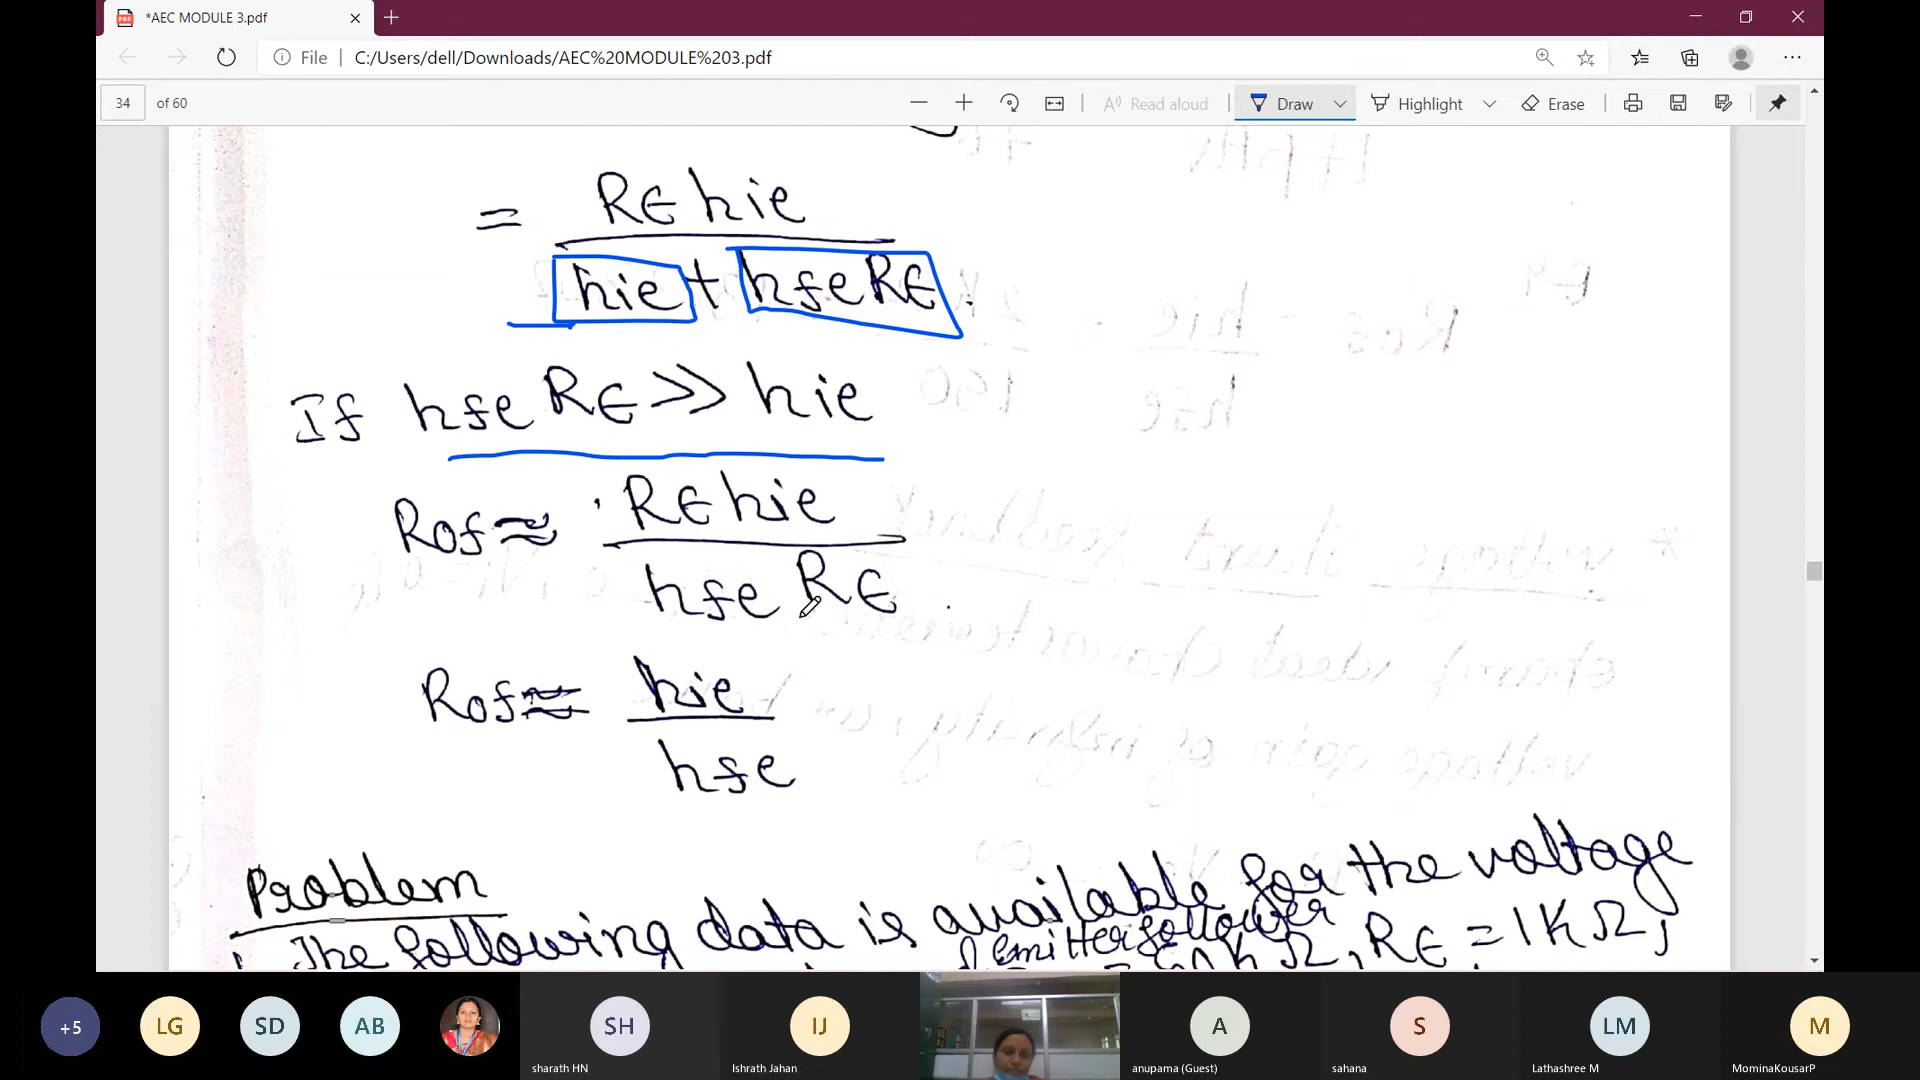 *AEC MODULE 3.pdf
File C:/Users/dell/Downloads/AEC%20MODULE%203.pdf
34 of 60 Read aloud Draw Highlight Erase
= RE hie
hie + hfe RE
If hfe RE >> hie
Rof ≈ RE hie
hfe RE
Rof ≈ hie
hfe
Problem
1. The following data is available for the voltage
emitter follower
kΩ, RE = 1KΩ,
+5 LG SD AB SH IJ A S LM M
sharath HN Ishrath Jahan anupama (Guest) sahana Lathashree M MominaKousarP